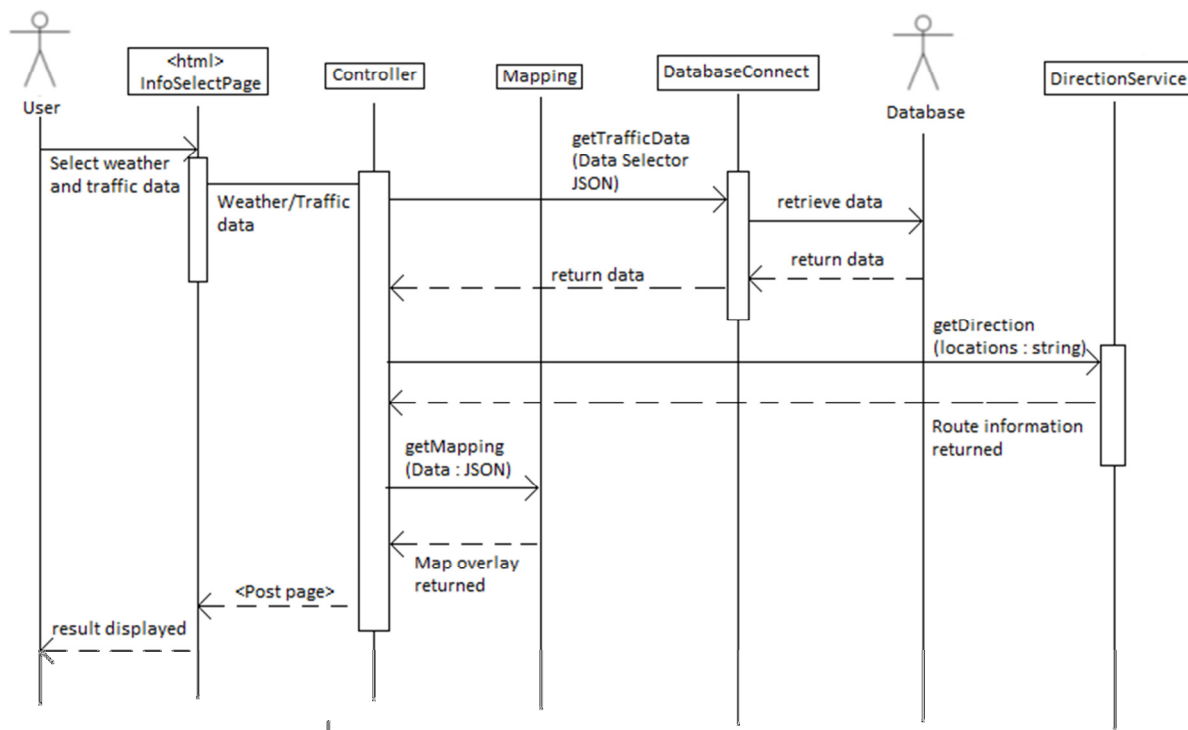 User
<html>
InfoSelectPage
Controller
Mapping
DatabaseConnect
Database
DirectionService
Select weather
and traffic data
Weather/Traffic
data
getTrafficData
(Data Selector
JSON)
retrieve data
return data
return data
getDirection
(locations : string)
Route information
returned
getMapping
(Data : JSON)
Map overlay
returned
<Post page>
result displayed